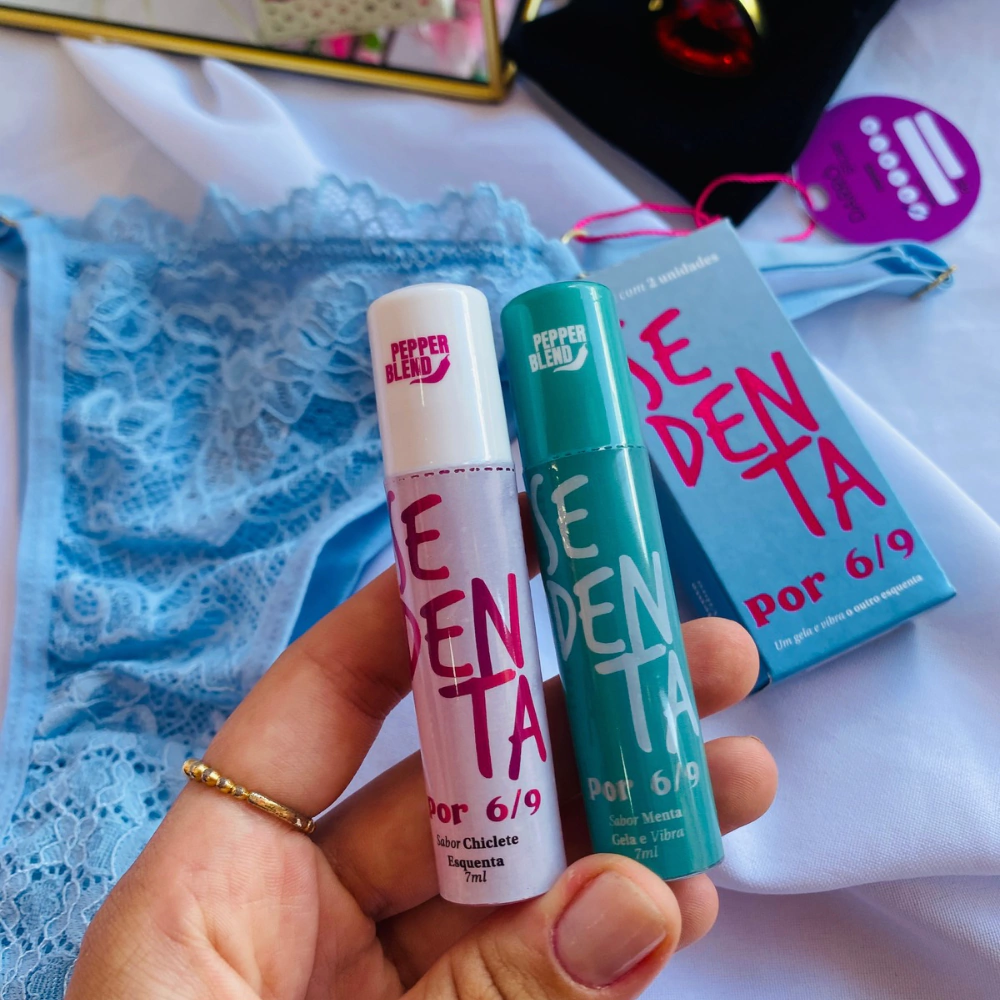 PEPPER
BLEND
SE
DEN
TA
por 6/9
Sabor Chiclete
Esquenta
7ml
PEPPER
BLEND
SE
DEN
TA
por 6/9
Sabor Menta
Gela e Vibra
7ml
com 2 unidades
SE
DEN
TA
por 6/9
Um gela e vibra o outro esquenta